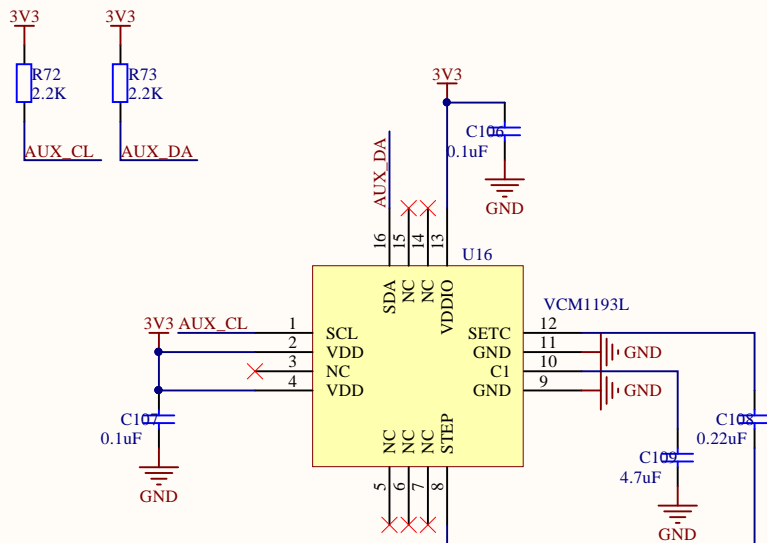 3V3
3V3
R72
2.2K
R73
2.2K
AUX_CL
AUX_DA
3V3
C106
0.1uF
GND
AUX_DA
16
15
14
13
U16
SDA
NC
NC
VDDIO
VCM1193L
3V3
AUX_CL
1
SCL
2
VDD
3
NC
4
VDD
SETC
12
GND
11
GND
C1
10
GND
9
GND
C107
0.1uF
GND
NC
NC
NC
STEP
5
6
7
8
C108
0.22uF
C109
4.7uF
GND